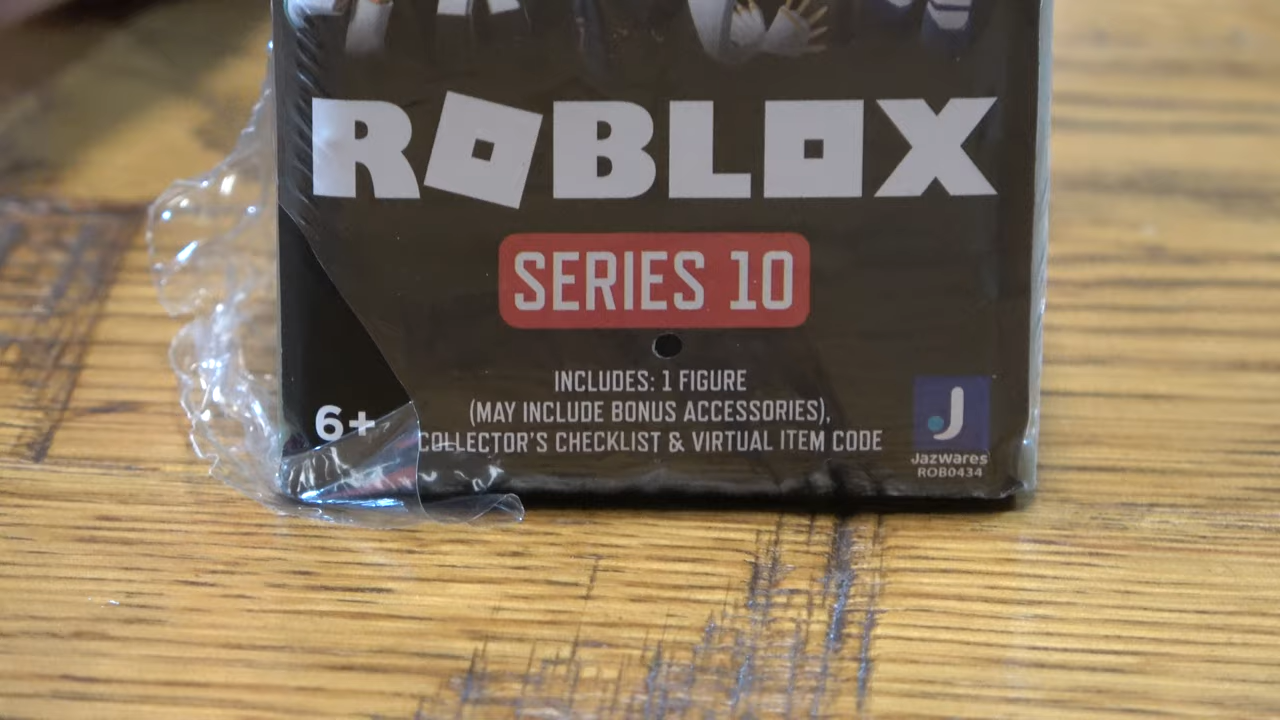 ROBLOX
SERIES 10
INCLUDES: 1 FIGURE
(MAY INCLUDE BONUS ACCESSORIES),
COLLECTOR'S CHECKLIST & VIRTUAL ITEM CODE
6+
J
Jazwares
ROB0434